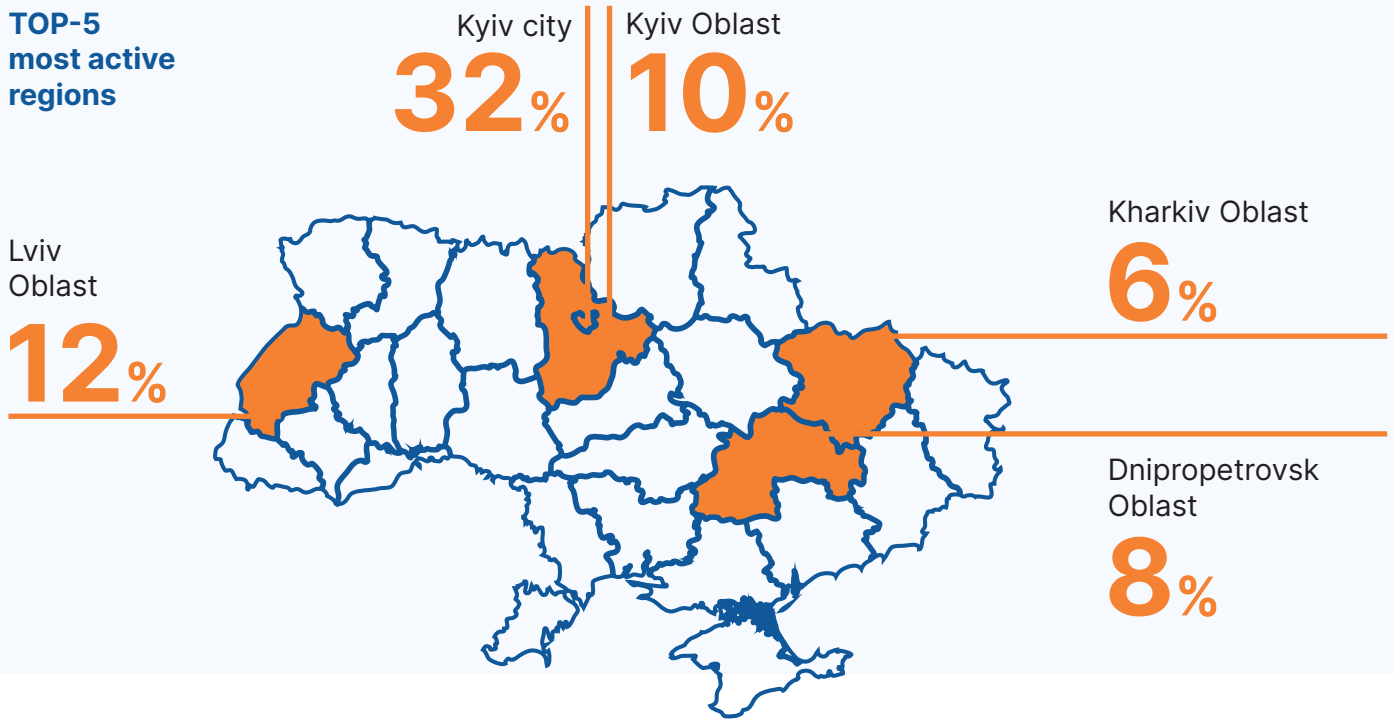 TOP-5
most active
regions
Kyiv city
32%
Kyiv Oblast
10%
Lviv
Oblast
12%
Kharkiv Oblast
6%
Dnipropetrovsk
Oblast
8%